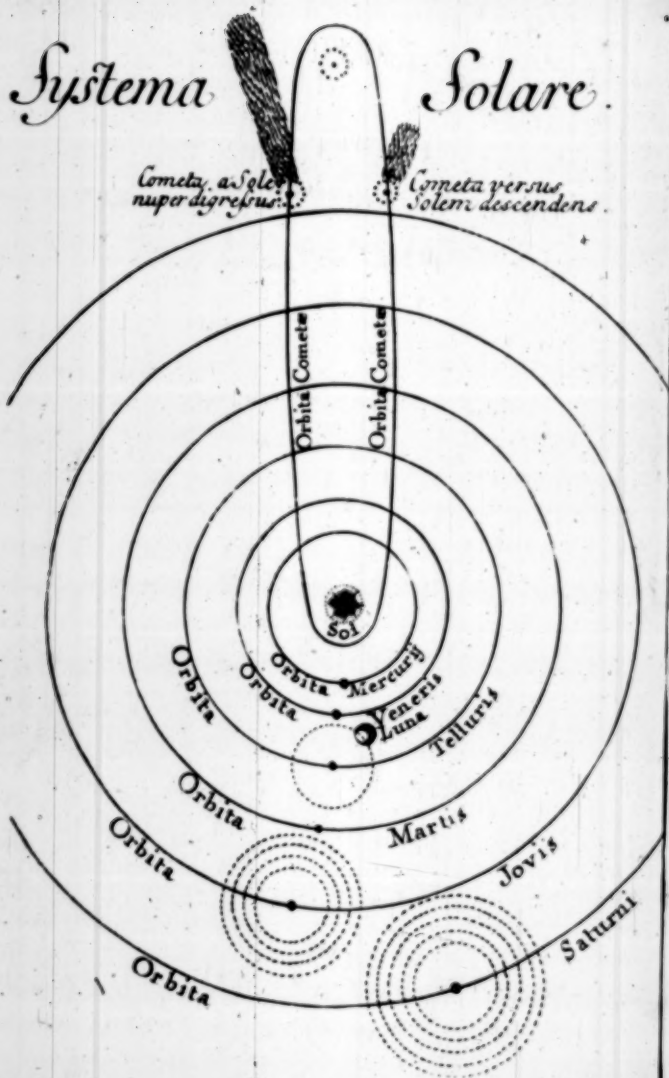 Systema Solare.
Cometa a Sole
nuper digressus
Cometa versus
Solem descendens.
Orbita Cometæ
Orbita Cometæ
Sol
Orbita Mercurij
Orbita Veneris
Luna
Orbita Telluris
Orbita Martis
Orbita Jovis
Orbita Saturni